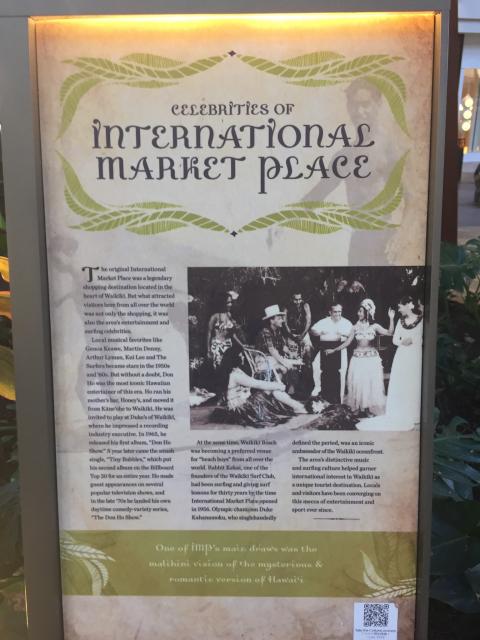 CELEBRITIES OF
INTERNATIONAL
MARKET PLACE
The original International
Market Place was a legendary
shopping destination located in the
heart of Waikīkī. But what attracted
visitors here from all over the world
was not only the shopping, it was
also the area's entertainment and
surfing celebrities.
Local musical favorites like
Genoa Keawe, Martin Denny,
Arthur Lyman, Kui Lee and The
Surfers became stars in the 1950s
and '60s. But without a doubt, Don
Ho was the most iconic Hawaiian
entertainer of this era. He ran his
mother's bar, Honey's, and moved it
from Kāne'ohe to Waikīkī. He was
invited to play at Duke's of Waikīkī,
where he impressed a recording
industry executive. In 1965, he
released his first album, "Don Ho
Show." A year later came the smash
single, "Tiny Bubbles," which put
his second album on the Billboard
Top 20 for an entire year. He made
guest appearances on several
popular television shows, and
in the late '70s he landed his own
daytime comedy-variety series,
"The Don Ho Show."
At the same time, Waikīkī Beach
was becoming a preferred venue
for "beach boys" from all over the
world. Rabbit Kekai, one of the
founders of the Waikīkī Surf Club,
had been surfing and giving surf
lessons for thirty years by the time
International Market Place opened
in 1956. Olympic champion Duke
Kahanamoku, who singlehandedly
defined the period, was an iconic
ambassador of the Waikīkī oceanfront.
The area's distinctive music
and surfing culture helped garner
international interest in Waikīkī as
a unique tourist destination. Locals
and visitors have been converging on
this mecca of entertainment and
sport ever since.
One of IMP's main draws was the
malihini vision of the mysterious &
romantic version of Hawai'i.